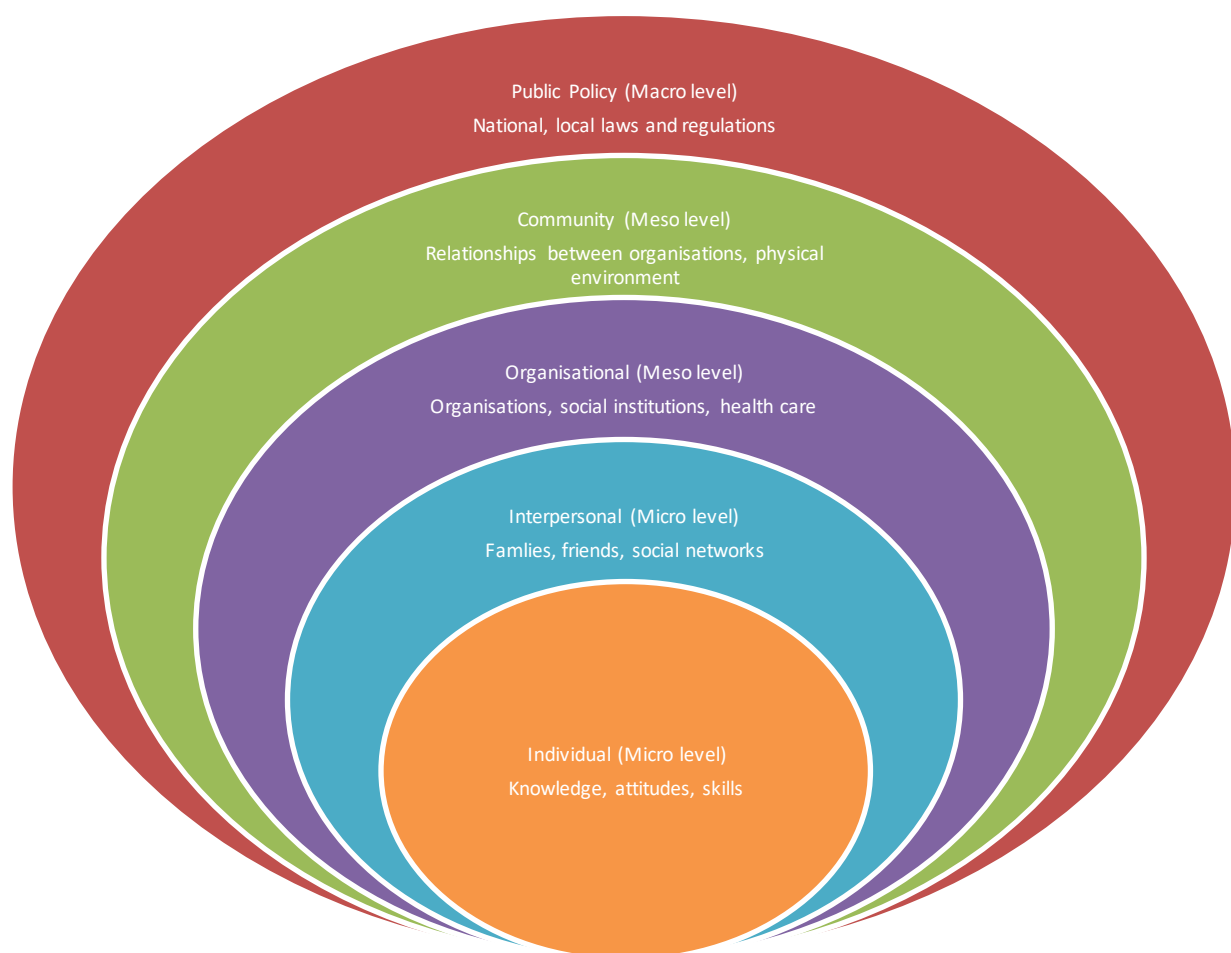 Public Policy (Macro level)
National, local laws and regulations
Community (Meso level)
Relationships between organisations, physical
environment
Organisational (Meso level)
Organisations, social institutions, health care
Interpersonal (Micro level)
Famlies, friends, social networks
Individual (Micro level)
Knowledge, attitudes, skills